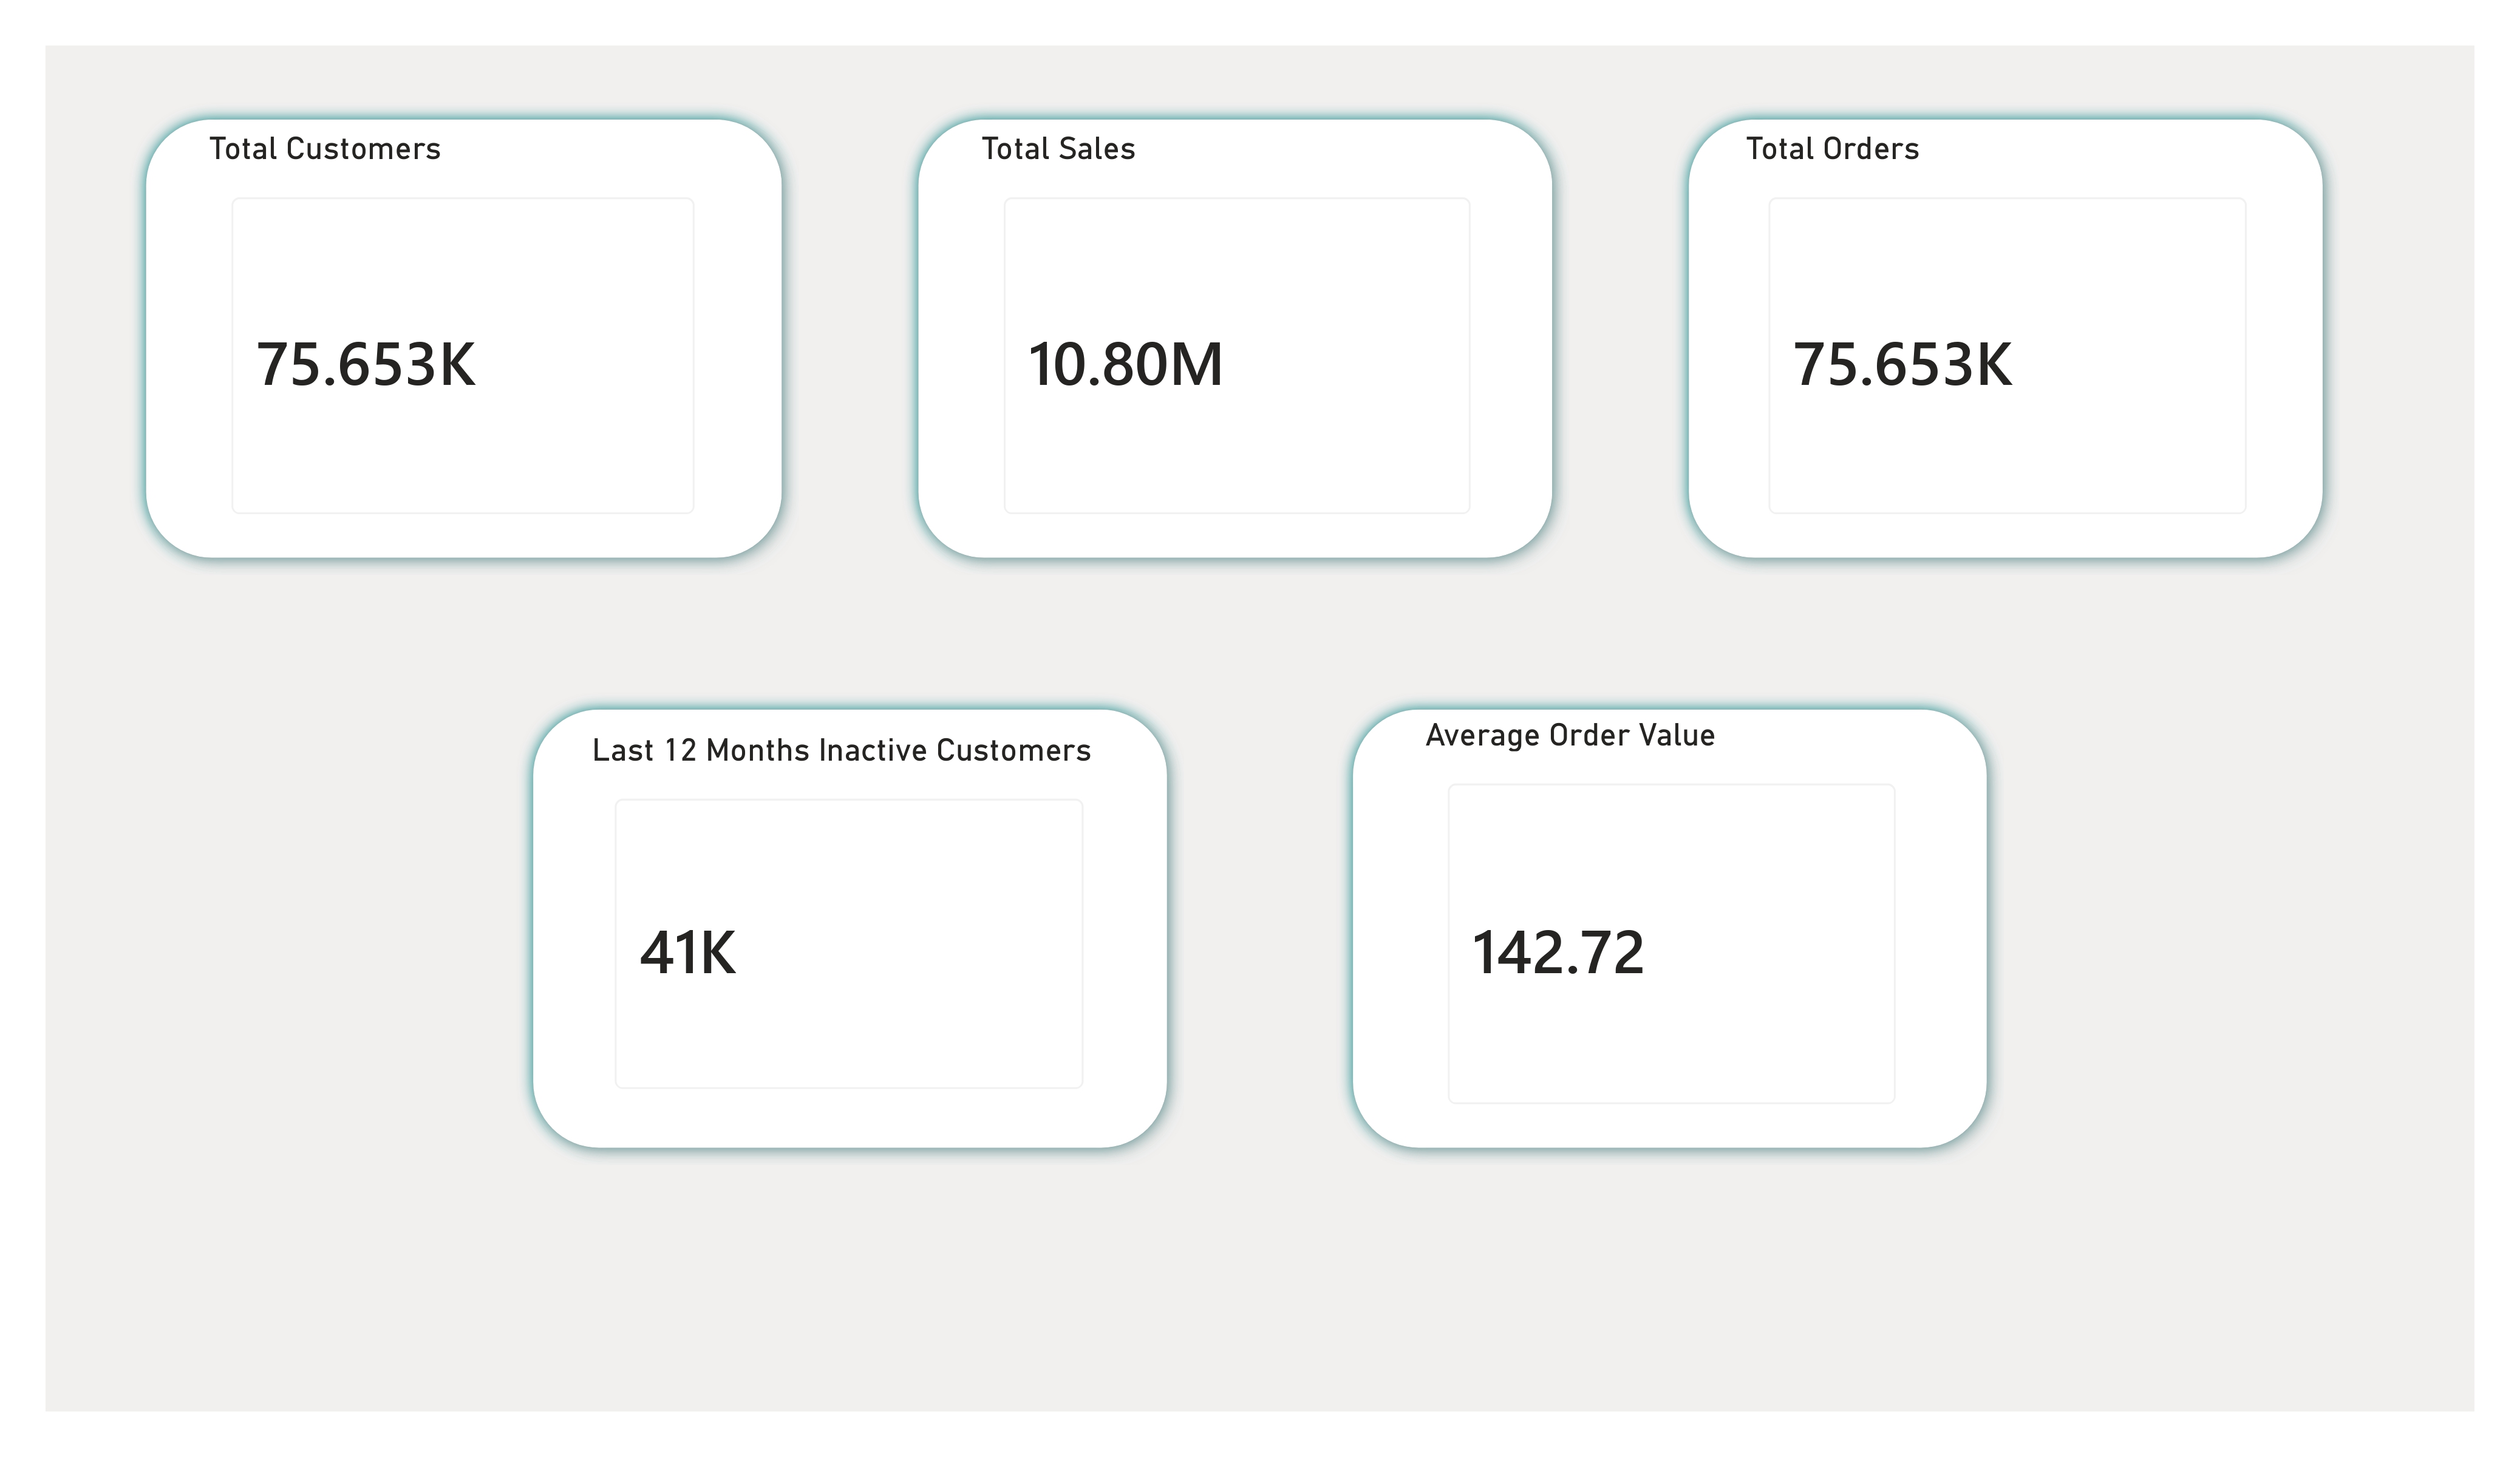 Total Customers
75.653K
Total Sales
10.80M
Total Orders
75.653K
Last 12 Months Inactive Customers
41K
Average Order Value
142.72